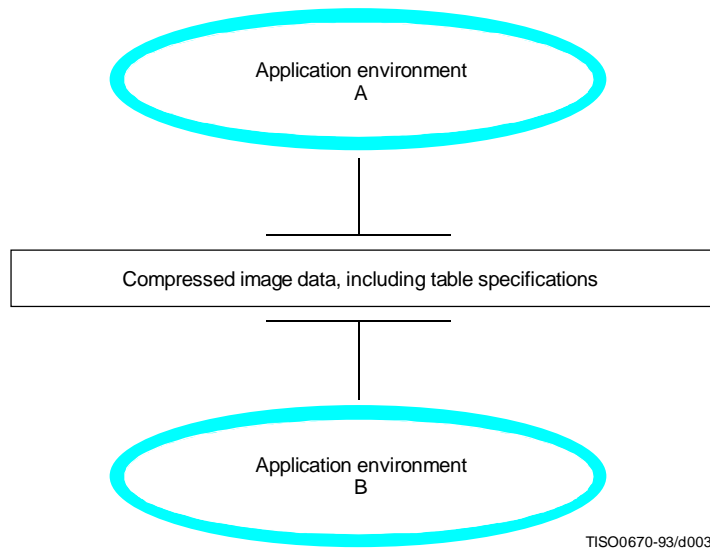 Application environment
A
Compressed image data, including table specifications
Application environment
B
TISO0670-93/d003